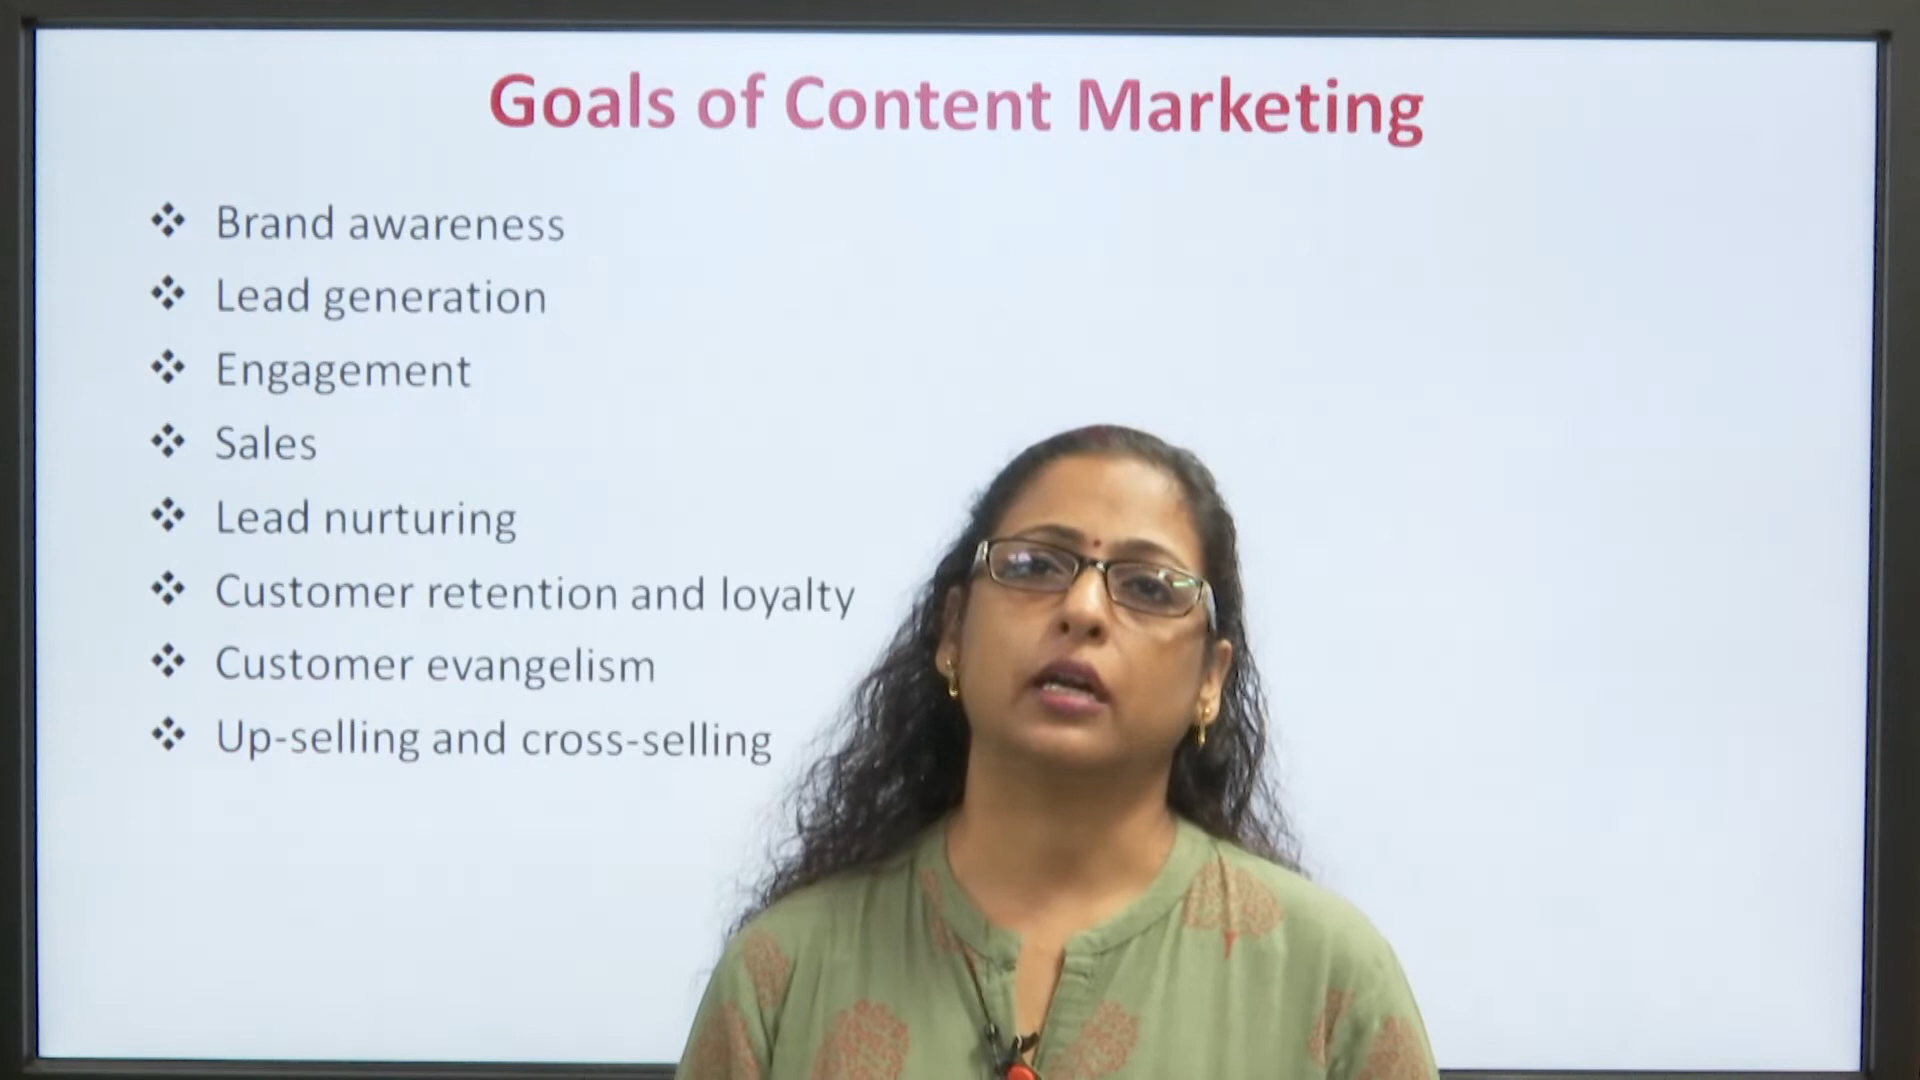 Goals of Content Marketing
Brand awareness
Lead generation
Engagement
Sales
Lead nurturing
Customer retention and loyalty
Customer evangelism
Up-selling and cross-selling